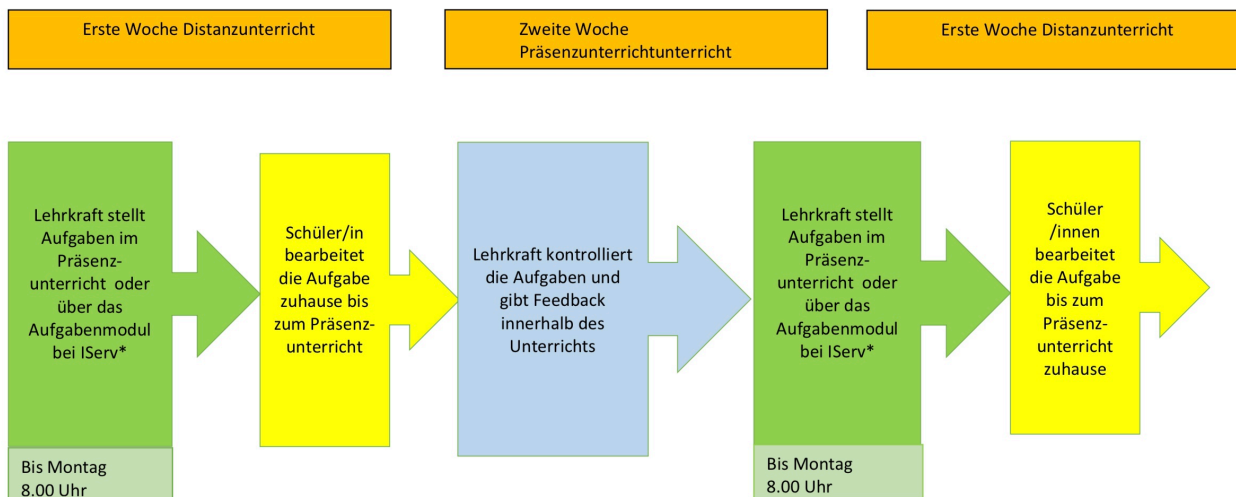 Erste Woche Distanzunterricht
Zweite Woche
Präsenzunterrichtunterricht
Erste Woche Distanzunterricht
Lehrkraft stellt
Aufgaben im
Präsenz-
unterricht oder
über das
Aufgabenmodul
bei IServ*
Bis Montag
8.00 Uhr
Schüler/in
bearbeitet
die Aufgabe
zuhause bis
zum Präsenz-
unterricht
Lehrkraft kontrolliert
die Aufgaben und
gibt Feedback
innerhalb des
Unterrichts
Lehrkraft stellt
Aufgaben im
Präsenz-
unterricht oder
über das
Aufgabenmodul
bei IServ*
Bis Montag
8.00 Uhr
Schüler
/innen
bearbeitet
die Aufgabe
bis zum
Präsenz-
unterricht
zuhause